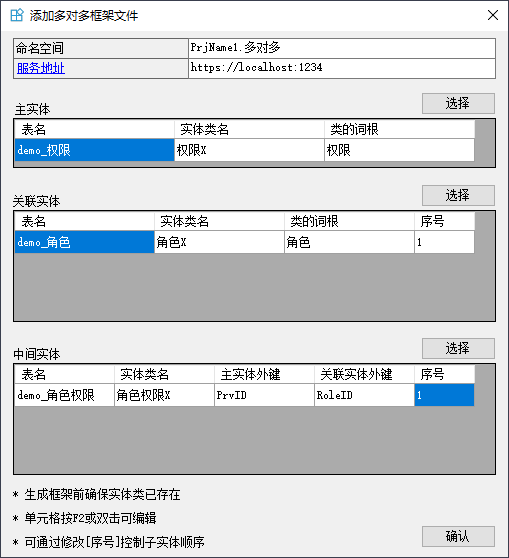 添加多对多框架文件
命名空间 PrjName1.多对多
服务地址 https://localhost:1234
主实体 选择
表名 实体类名 类的词根
demo_权限 权限X 权限
关联实体 选择
表名 实体类名 类的词根 序号
demo_角色 角色X 角色 1
中间实体 选择
表名 实体类名 主实体外键 关联实体外键 序号
demo_角色权限 角色权限X PrvID RoleID 1
* 生成框架前确保实体类已存在
* 单元格按F2或双击可编辑
* 可通过修改[序号]控制子实体顺序 确认